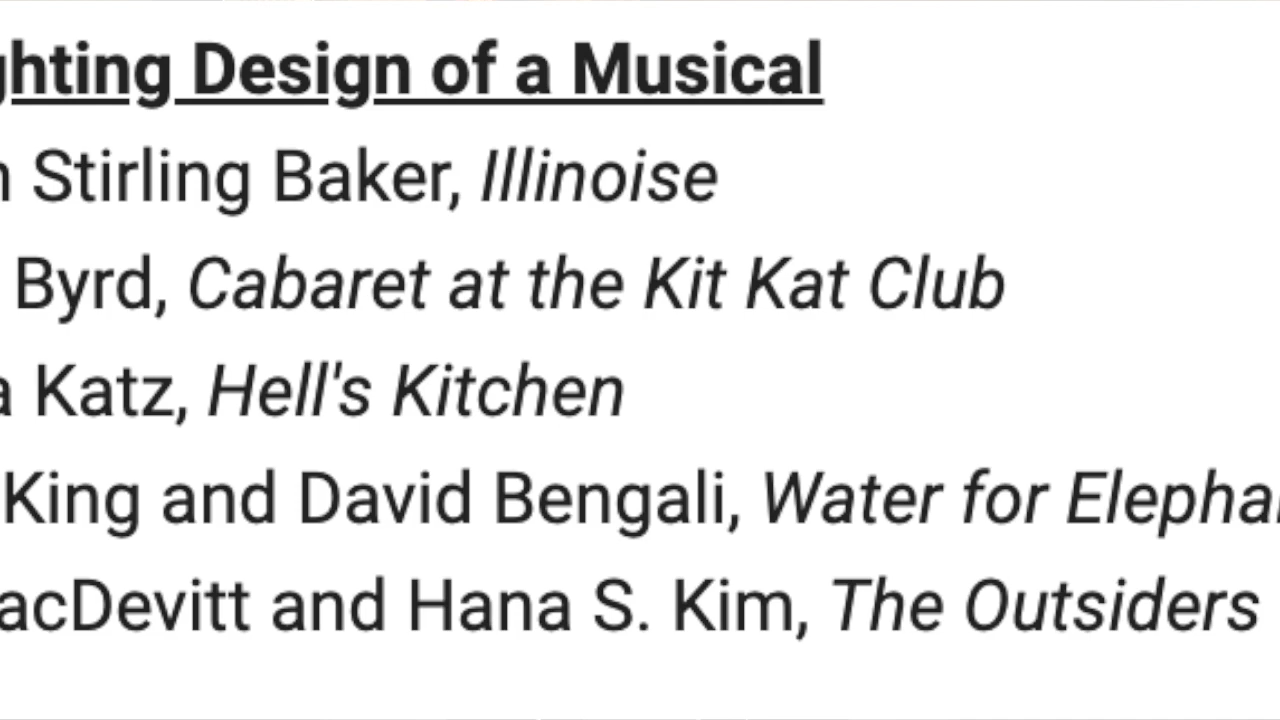 ghting Design of a Musical
n Stirling Baker, Illinoise
Byrd, Cabaret at the Kit Kat Club
a Katz, Hell's Kitchen
King and David Bengali, Water for Elepha
acDevitt and Hana S. Kim, The Outsiders